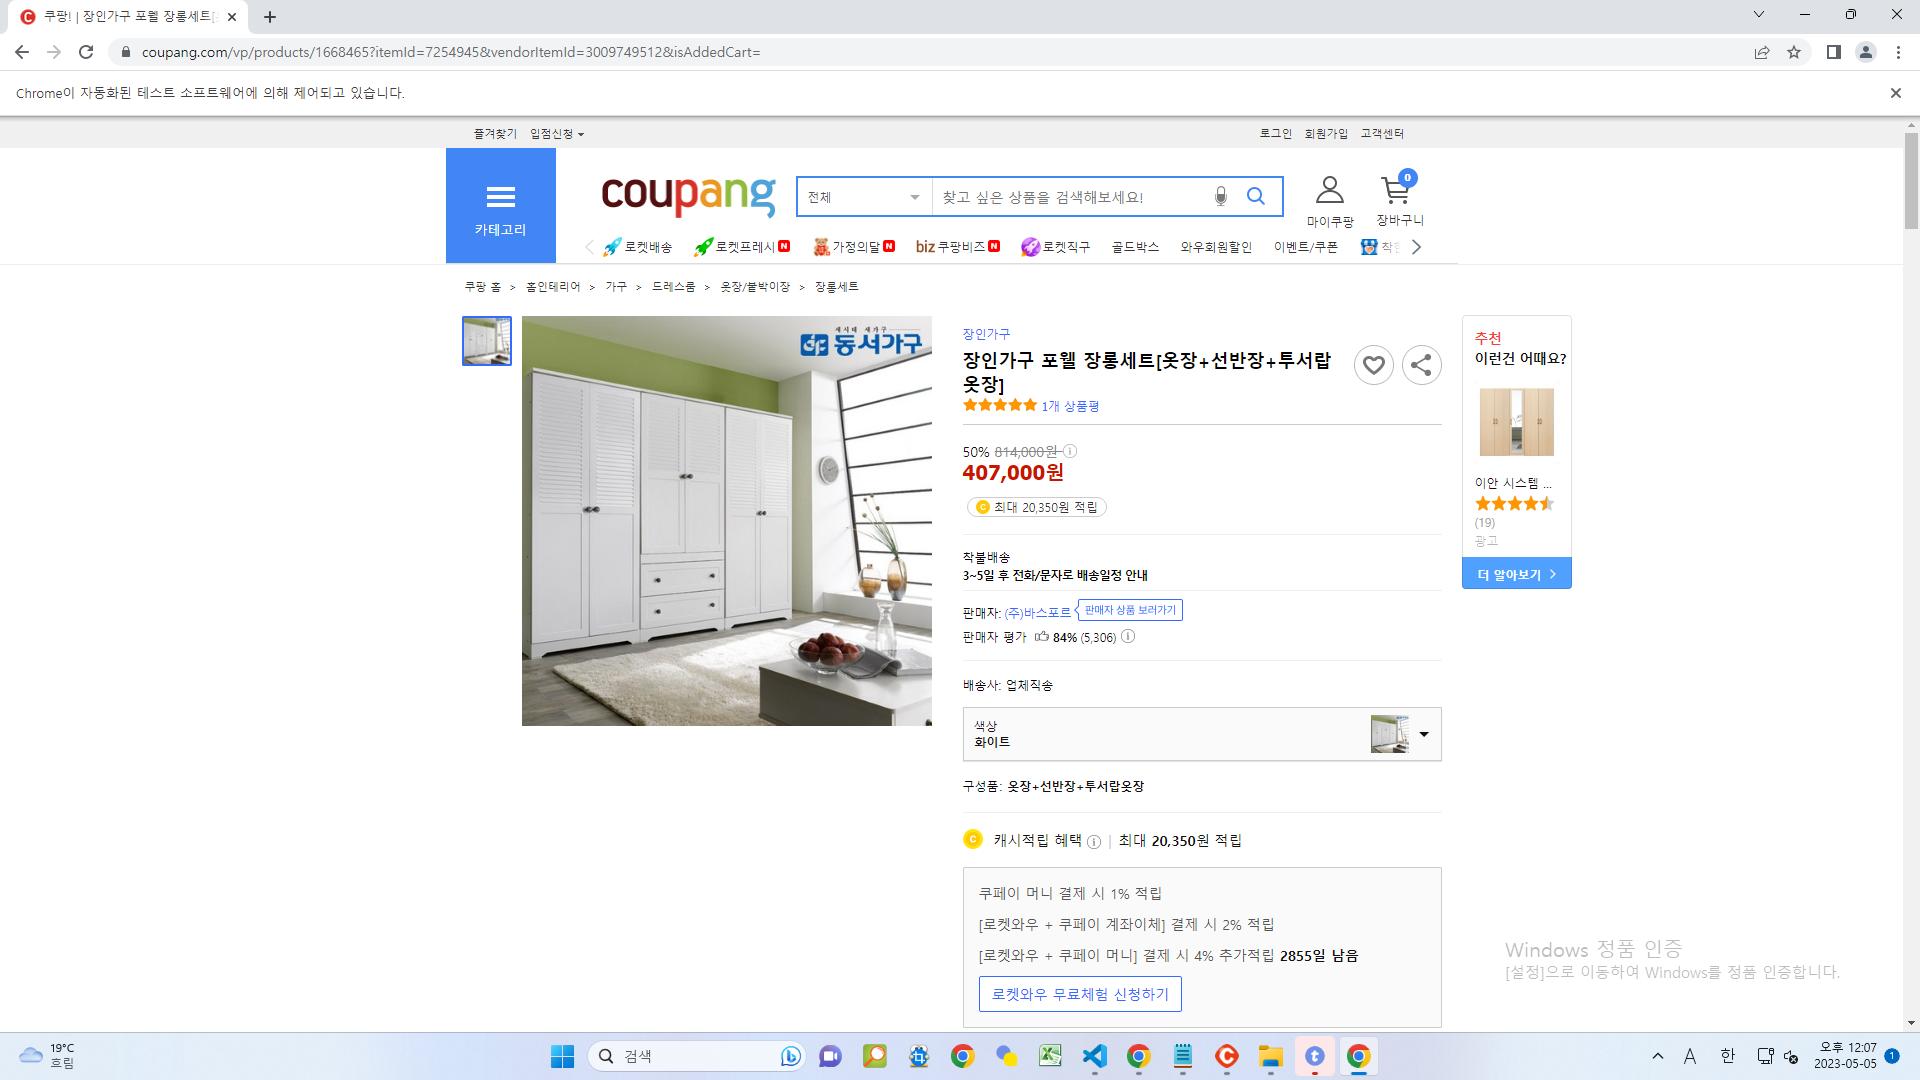 쿠팡! | 장인가구 포웰 장롱세트[
coupang.com/vp/products/1668465?itemId=7254945&vendorItemId=3009749512&isAddedCart=
Chrome이 자동화된 테스트 소프트웨어에 의해 제어되고 있습니다.
즐겨찾기 입점신청
로그인 회원가입 고객센터
카테고리
coupang
전체
찾고 싶은 상품을 검색해보세요!
마이쿠팡
0
장바구니
로켓배송 로켓프레시 N 가정의달 N biz 쿠팡비즈 N 로켓직구 골드박스 와우회원할인 이벤트/쿠폰
쿠팡 홈 > 홈인테리어 > 가구 > 드레스룸 > 옷장/붙박이장 > 장롱세트
새시대 새가구
동서가구
장인가구
장인가구 포웰 장롱세트[옷장+선반장+투서랍
옷장]
1개 상품평
50% 814,000원
407,000원
최대 20,350원 적립
착불배송
3~5일 후 전화/문자로 배송일정 안내
판매자: (주)바스포르 판매자 상품 보러가기
판매자 평가 84% (5,306)
배송사: 업체직송
색상
화이트
구성품: 옷장+선반장+투서랍옷장
캐시적립 혜택 | 최대 20,350원 적립
쿠페이 머니 결제 시 1% 적립
[로켓와우 + 쿠페이 계좌이체] 결제 시 2% 적립
[로켓와우 + 쿠페이 머니] 결제 시 4% 추가적립 2855일 남음
로켓와우 무료체험 신청하기
추천
이런건 어때요?
이안 시스템 ...
(19)
광고
더 알아보기 >
Windows 정품 인증
[설정]으로 이동하여 Windows를 정품 인증합니다.
19°C
흐림
검색
A 한
오후 12:07
2023-05-05
1